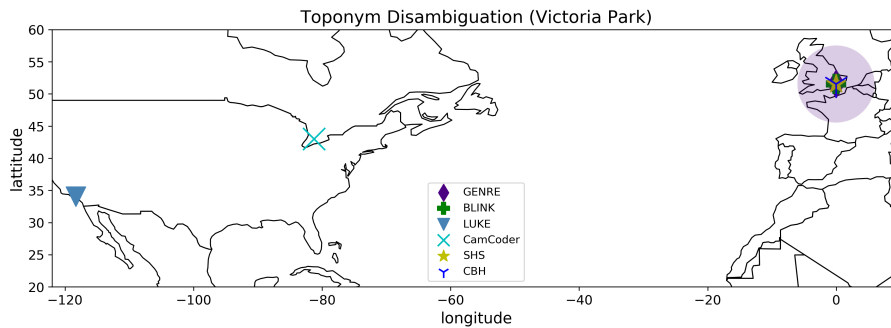 Toponym Disambiguation (Victoria Park)
60
55
50
45
40
35
30
25
20
lattitude
GENRE
BLINK
LUKE
CamCoder
SHS
CBH
−120 −100 −80 −60 −40 −20 0
longitude